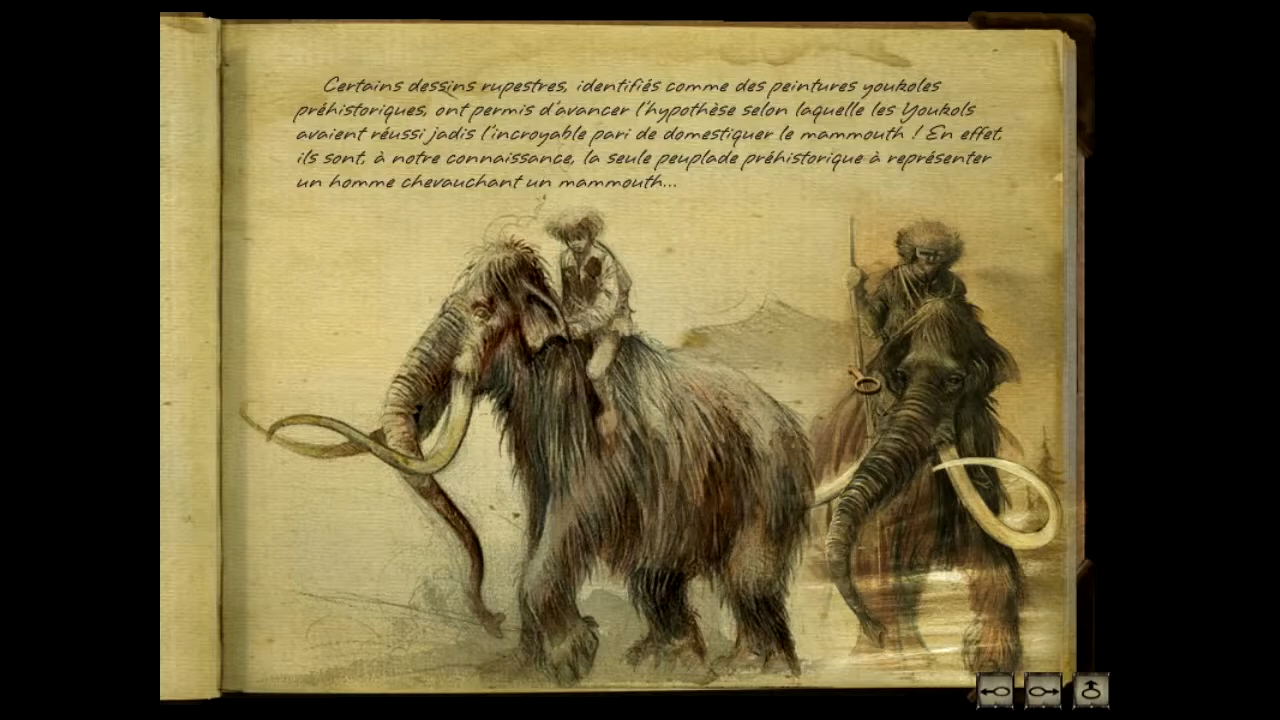 Certains dessins rupestres, identifiés comme des peintures youkoles
préhistoriques, ont permis d'avancer l'hypothèse selon laquelle les Youkols
avaient réussi jadis l'incroyable pari de domestiquer le mammouth ! En effet,
ils sont, à notre connaissance, la seule peuplade préhistorique à représenter
un homme chevauchant un mammouth...